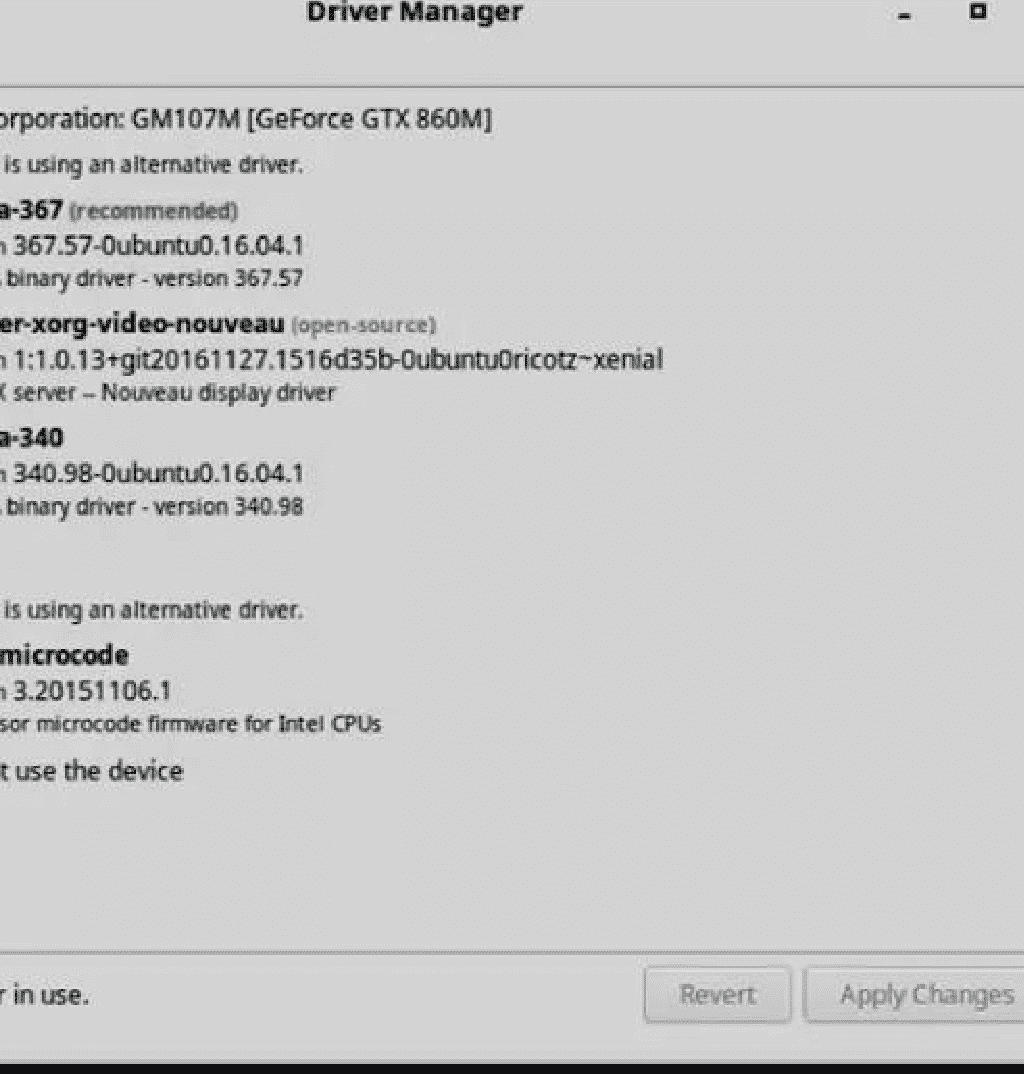 Driver Manager
orporation: GM107M [GeForce GTX 860M]
is using an alternative driver.
a-367 (recommended)
n 367.57-0ubuntu0.16.04.1
binary driver - version 367.57
er-xorg-video-nouveau (open-source)
n 1:1.0.13+git20161127.1516d35b-0ubuntu0ricotz~xenial
X server -- Nouveau display driver
a-340
n 340.98-0ubuntu0.16.04.1
binary driver - version 340.98
is using an alternative driver.
microcode
n 3.20151106.1
sor microcode firmware for Intel CPUs
t use the device
r in use.
Revert
Apply Changes